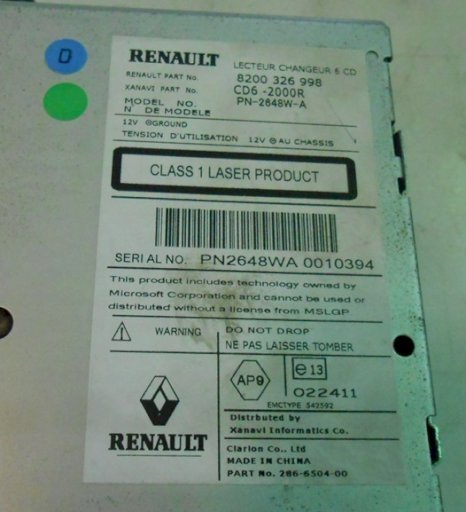 D
RENAULT LECTEUR CHANGEUR 6 CD
RENAULT PART No. 8200 326 998
XANAVI PART No. CD6 -2000R
MODEL NO. PN-2648W-A
N° DE MODELE
12V ⊖GROUND
TENSION D'UTILISATION 12V ⊖ AU CHASSIS
CLASS 1 LASER PRODUCT
SERIAL NO. PN2648WA 0010394
This product includes technology owned by
Microsoft Corporation and cannot be used or
distributed without a license from MSLGP
WARNING DO NOT DROP
NE PAS LAISSER TOMBER
AP9
e 13
022411
EMCTYPE 542592
RENAULT
Distributed by
Xanavi Informatics Co.
Clarion Co., Ltd
MADE IN CHINA
PART No. 286-6504-00